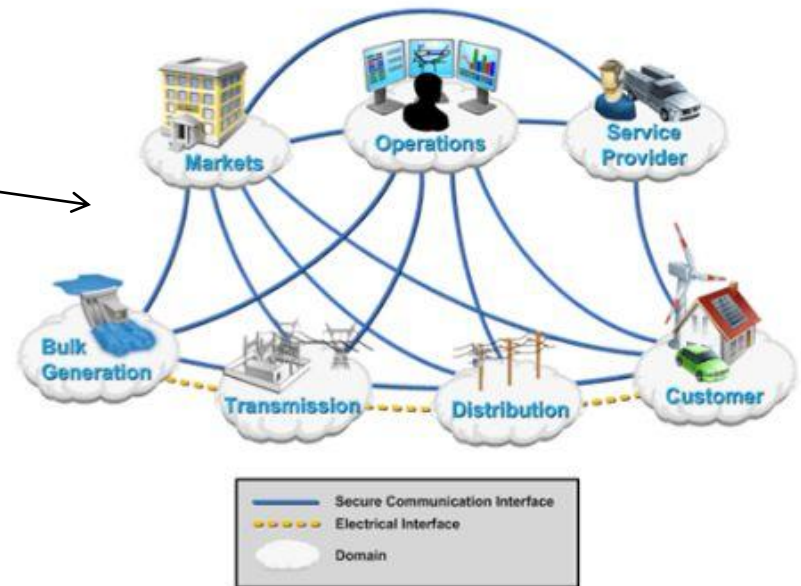 Markets
Operations
Service
Provider
Bulk
Generation
Transmission
Distribution
Customer
Secure Communication Interface
Electrical Interface
Domain